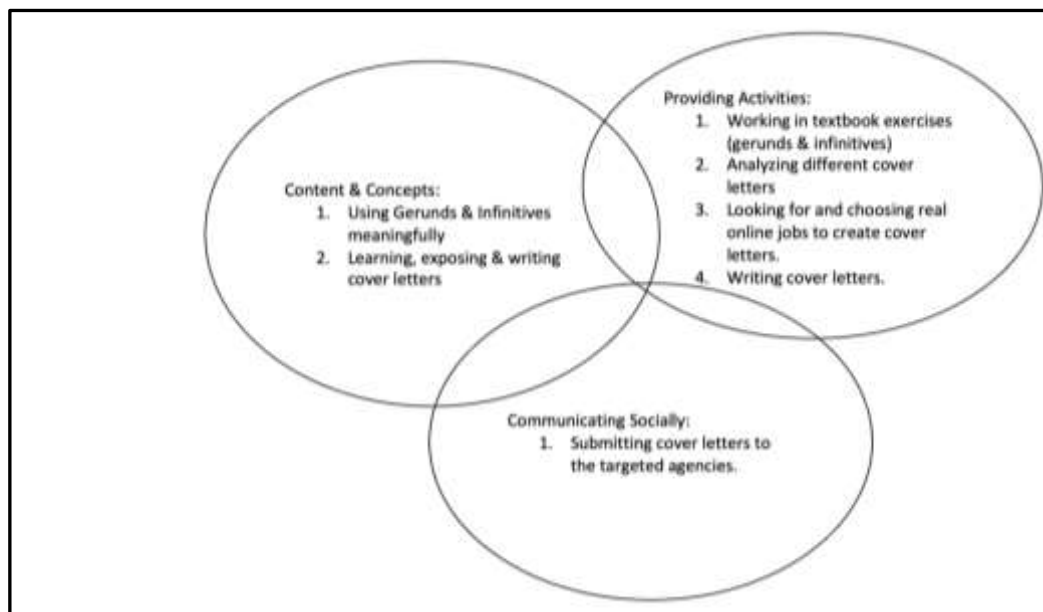 Providing Activities:
1. Working in textbook exercises
(gerunds & infinitives)
2. Analyzing different cover
letters
3. Looking for and choosing real
online jobs to create cover
letters.
4. Writing cover letters.
Content & Concepts:
1. Using Gerunds & Infinitives
meaningfully
2. Learning, exposing & writing
cover letters
Communicating Socially:
1. Submitting cover letters to
the targeted agencies.